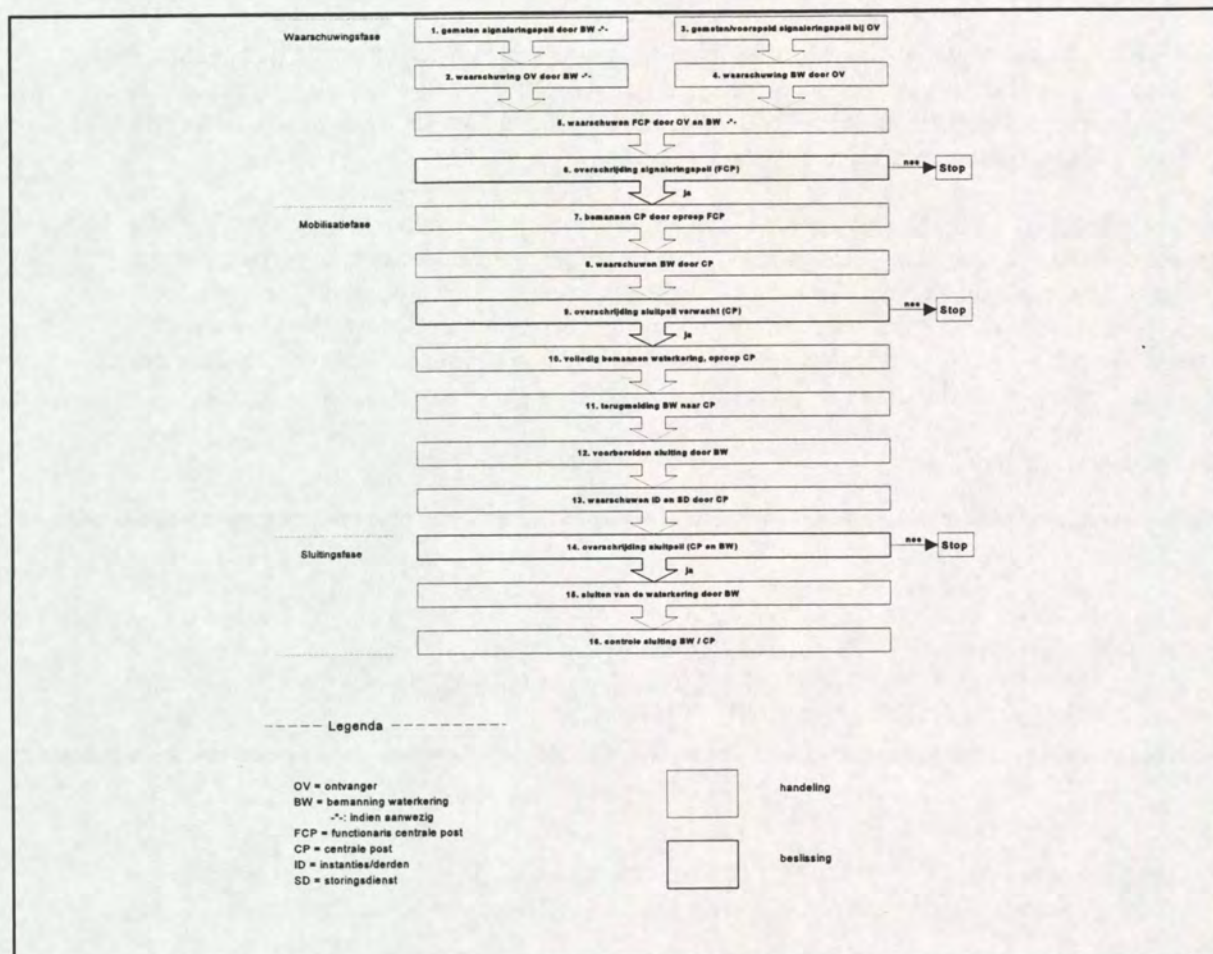 Waarschuwingsfase
1. gemeten signaleringspeil door BW -*-
3. gemeten/voorspeld signaleringspeil bij OV
2. waarschuwing OV door BW -*-
4. waarschuwing BW door OV
5. waarschuwen FCP door OV en BW -*-
6. overschrijding signaleringspeil (FCP)
nee
Stop
ja
Mobilisatiefase
7. bemannen CP door oproep FCP
8. waarschuwen BW door CP
9. overschrijding sluitpeil verwacht (CP)
nee
Stop
ja
10. volledig bemannen waterkering, oproep CP
11. terugmelding BW naar CP
12. voorbereiden sluiting door BW
13. waarschuwen ID en SD door CP
Sluitingsfase
14. overschrijding sluitpeil (CP en BW)
nee
Stop
ja
15. sluiten van de waterkering door BW
16. controle sluiting BW / CP
Legenda
OV = ontvanger
BW = bemanning waterkering
-*-: indien aanwezig
FCP = functionaris centrale post
CP = centrale post
ID = instanties/derden
SD = storingsdienst
handeling
beslissing